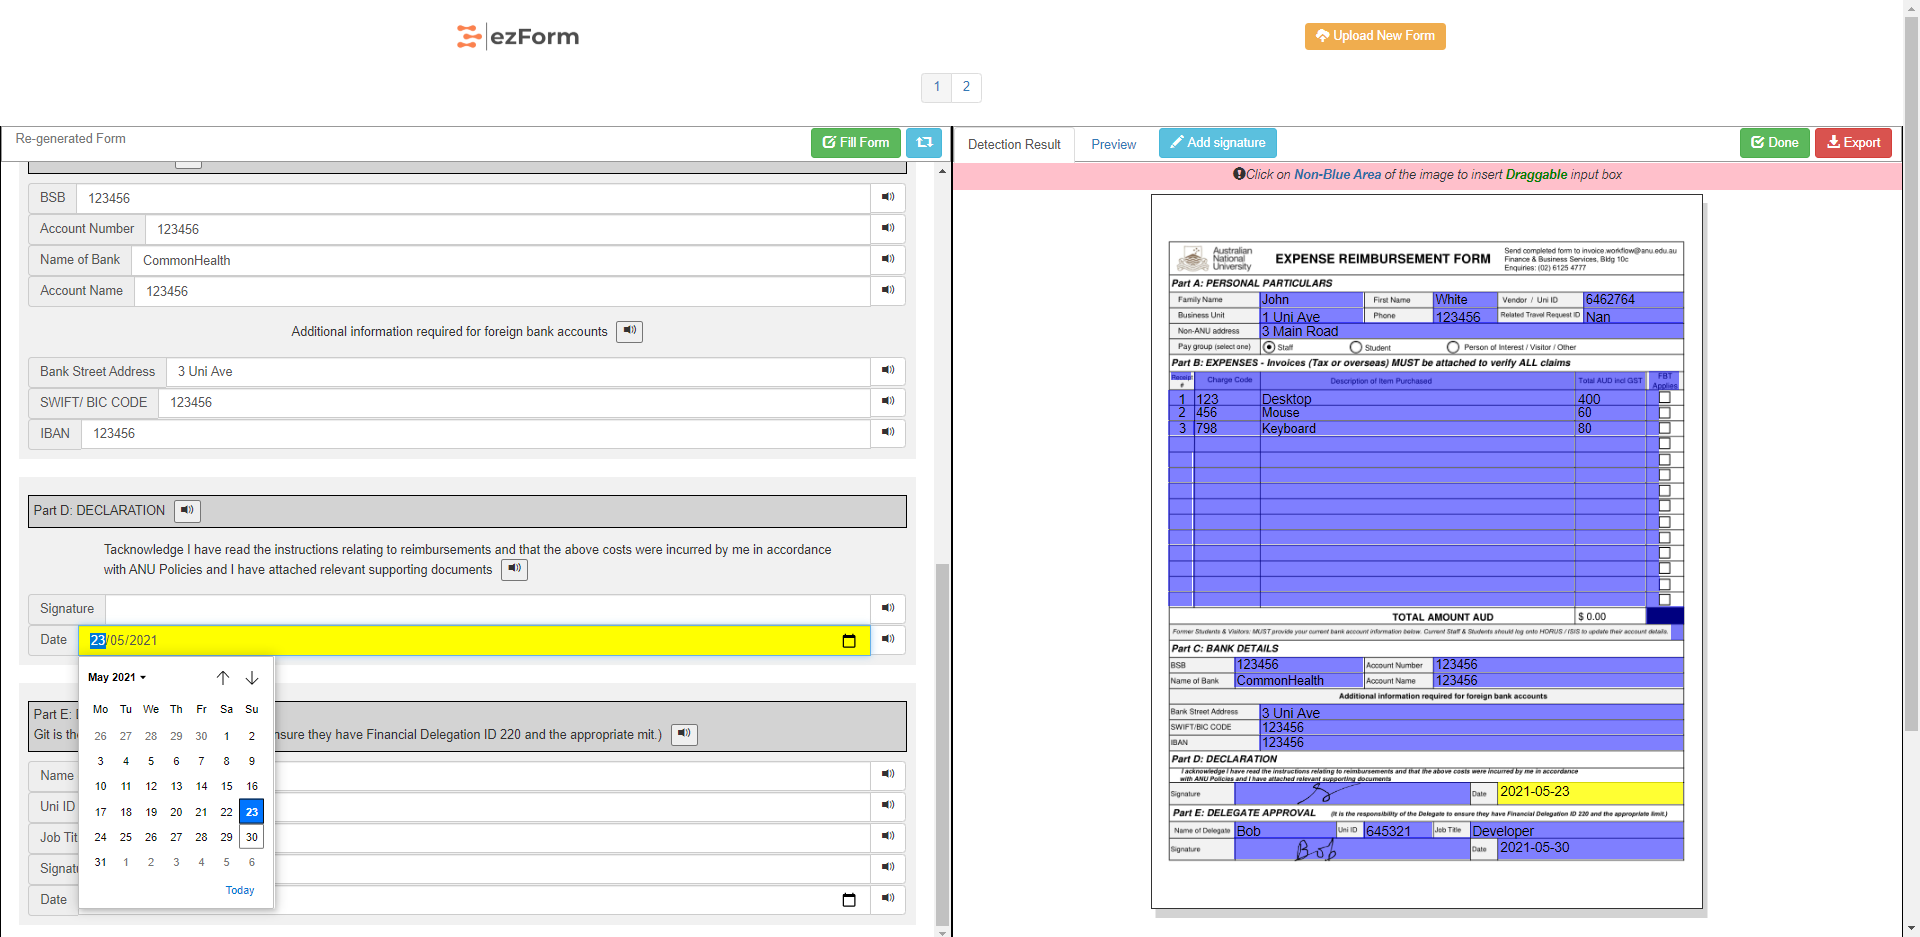 ezForm
Upload New Form
1 2
Re-generated Form
Fill Form
Detection Result
Preview
Add signature
Done
Export
Click on Non-Blue Area of the image to insert Draggable input box
BSB 123456
Account Number 123456
Name of Bank CommonHealth
Account Name 123456
Additional information required for foreign bank accounts
Bank Street Address 3 Uni Ave
SWIFT/ BIC CODE 123456
IBAN 123456
Part D: DECLARATION
Tacknowledge I have read the instructions relating to reimbursements and that the above costs were incurred by me in accordance
with ANU Policies and I have attached relevant supporting documents
Signature
Date 23/05/2021
May 2021
Mo Tu We Th Fr Sa Su
26 27 28 29 30 1 2
3 4 5 6 7 8 9
10 11 12 13 14 15 16
17 18 19 20 21 22 23
24 25 26 27 28 29 30
31 1 2 3 4 5 6
Today
Part E:
Git is the nsure they have Financial Delegation ID 220 and the appropriate mit.)
Name
Uni ID
Job Tit
Signat
Date
Australian
National
University
EXPENSE REIMBURSEMENT FORM
Send completed form to invoice.workflow@anu.edu.au
Finance & Business Services, Bldg 10c
Enquiries: (02) 6125 4777
Part A: PERSONAL PARTICULARS
Family Name John First Name White Vendor / Uni ID 6462764
Business Unit 1 Uni Ave Phone 123456 Related Travel Request ID Nan
Non-ANU address 3 Main Road
Pay group (select one) Staff Student Person of Interest / Visitor / Other
Part B: EXPENSES - Invoices (Tax or overseas) MUST be attached to verify ALL claims
Receipt # Charge Code Description of Item Purchased Total AUD incl GST FBT Applies
1 123 Desktop 400
2 456 Mouse 60
3 798 Keyboard 80
TOTAL AMOUNT AUD $ 0.00
Former Students & Visitors: MUST provide your current bank account information below. Current Staff & Students should log onto HORUS / ISIS to update their account details.
Part C: BANK DETAILS
BSB 123456 Account Number 123456
Name of Bank CommonHealth Account Name 123456
Additional information required for foreign bank accounts
Bank Street Address 3 Uni Ave
SWIFT/BIC CODE 123456
IBAN 123456
Part D: DECLARATION
I acknowledge I have read the instructions relating to reimbursements and that the above costs were incurred by me in accordance
with ANU Policies and I have attached relevant supporting documents
Signature Date 2021-05-23
Part E: DELEGATE APPROVAL (It is the responsibility of the Delegate to ensure they have Financial Delegation ID 220 and the appropriate limit.)
Name of Delegate Bob Uni ID 645321 Job Title Developer
Signature Bob Date 2021-05-30